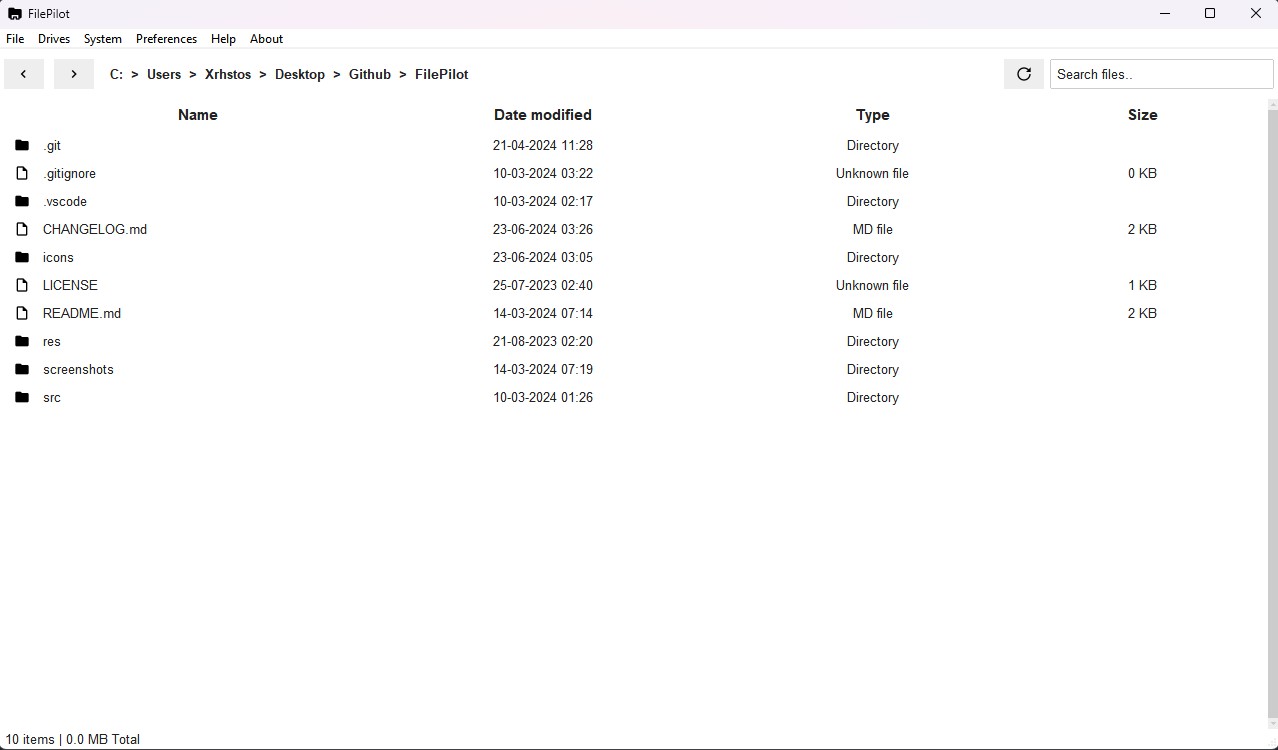 FilePilot
File Drives System Preferences Help About
< > C: > Users > Xrhstos > Desktop > Github > FilePilot Search files..
Name Date modified Type Size
.git 21-04-2024 11:28 Directory
.gitignore 10-03-2024 03:22 Unknown file 0 KB
.vscode 10-03-2024 02:17 Directory
CHANGELOG.md 23-06-2024 03:26 MD file 2 KB
icons 23-06-2024 03:05 Directory
LICENSE 25-07-2023 02:40 Unknown file 1 KB
README.md 14-03-2024 07:14 MD file 2 KB
res 21-08-2023 02:20 Directory
screenshots 14-03-2024 07:19 Directory
src 10-03-2024 01:26 Directory
10 items | 0.0 MB Total